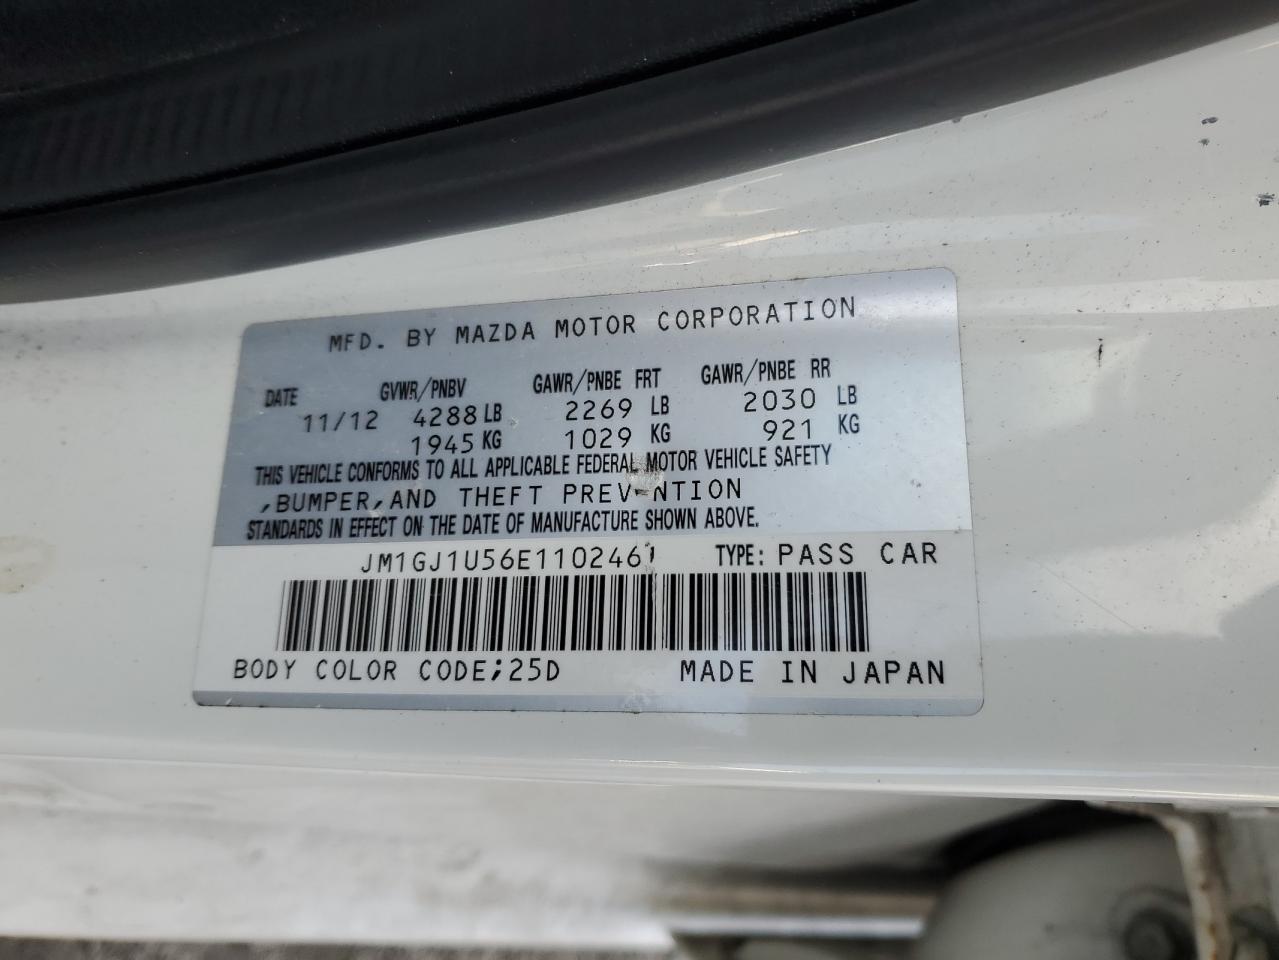 MFD. BY MAZDA MOTOR CORPORATION
DATE GVWR/PNBV GAWR/PNBE FRT GAWR/PNBE RR
11/12 4288 LB 2269 LB 2030 LB
1945 KG 1029 KG 921 KG
THIS VEHICLE CONFORMS TO ALL APPLICABLE FEDERAL MOTOR VEHICLE SAFETY
,BUMPER,AND THEFT PREV NTION
STANDARDS IN EFFECT ON THE DATE OF MANUFACTURE SHOWN ABOVE.
JM1GJ1U56E1102461 TYPE: PASS CAR
BODY COLOR CODE;25D MADE IN JAPAN